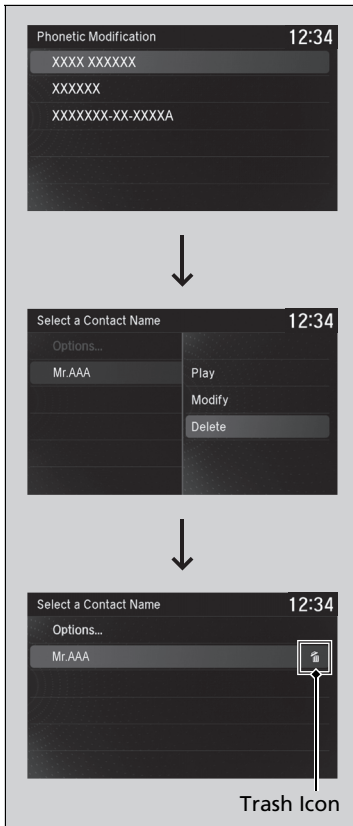 Phonetic Modification 12:34
XXXX XXXXXX
XXXXXX
XXXXXXX-XX-XXXXA
Select a Contact Name 12:34
Options...
Mr.AAA Play
Modify
Delete
Select a Contact Name 12:34
Options...
Mr.AAA
Trash Icon